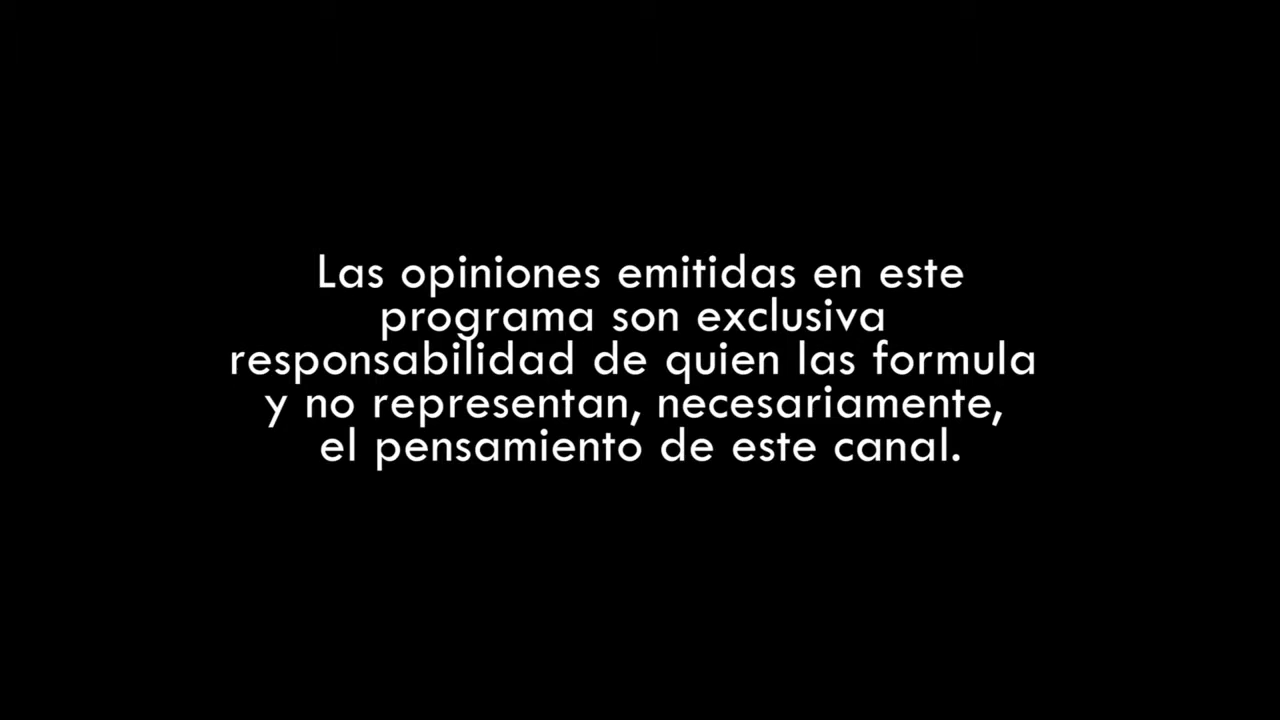 Las opiniones emitidas en este
programa son exclusiva
responsabilidad de quien las formula
y no representan, necesariamente,
el pensamiento de este canal.